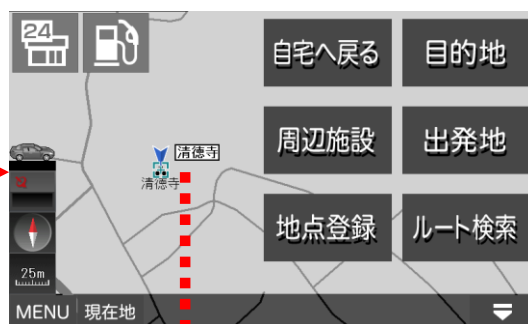 24
自宅へ戻る
目的地
周辺施設
出発地
清徳寺
清徳寺
地点登録
ルート検索
25m
MENU
現在地